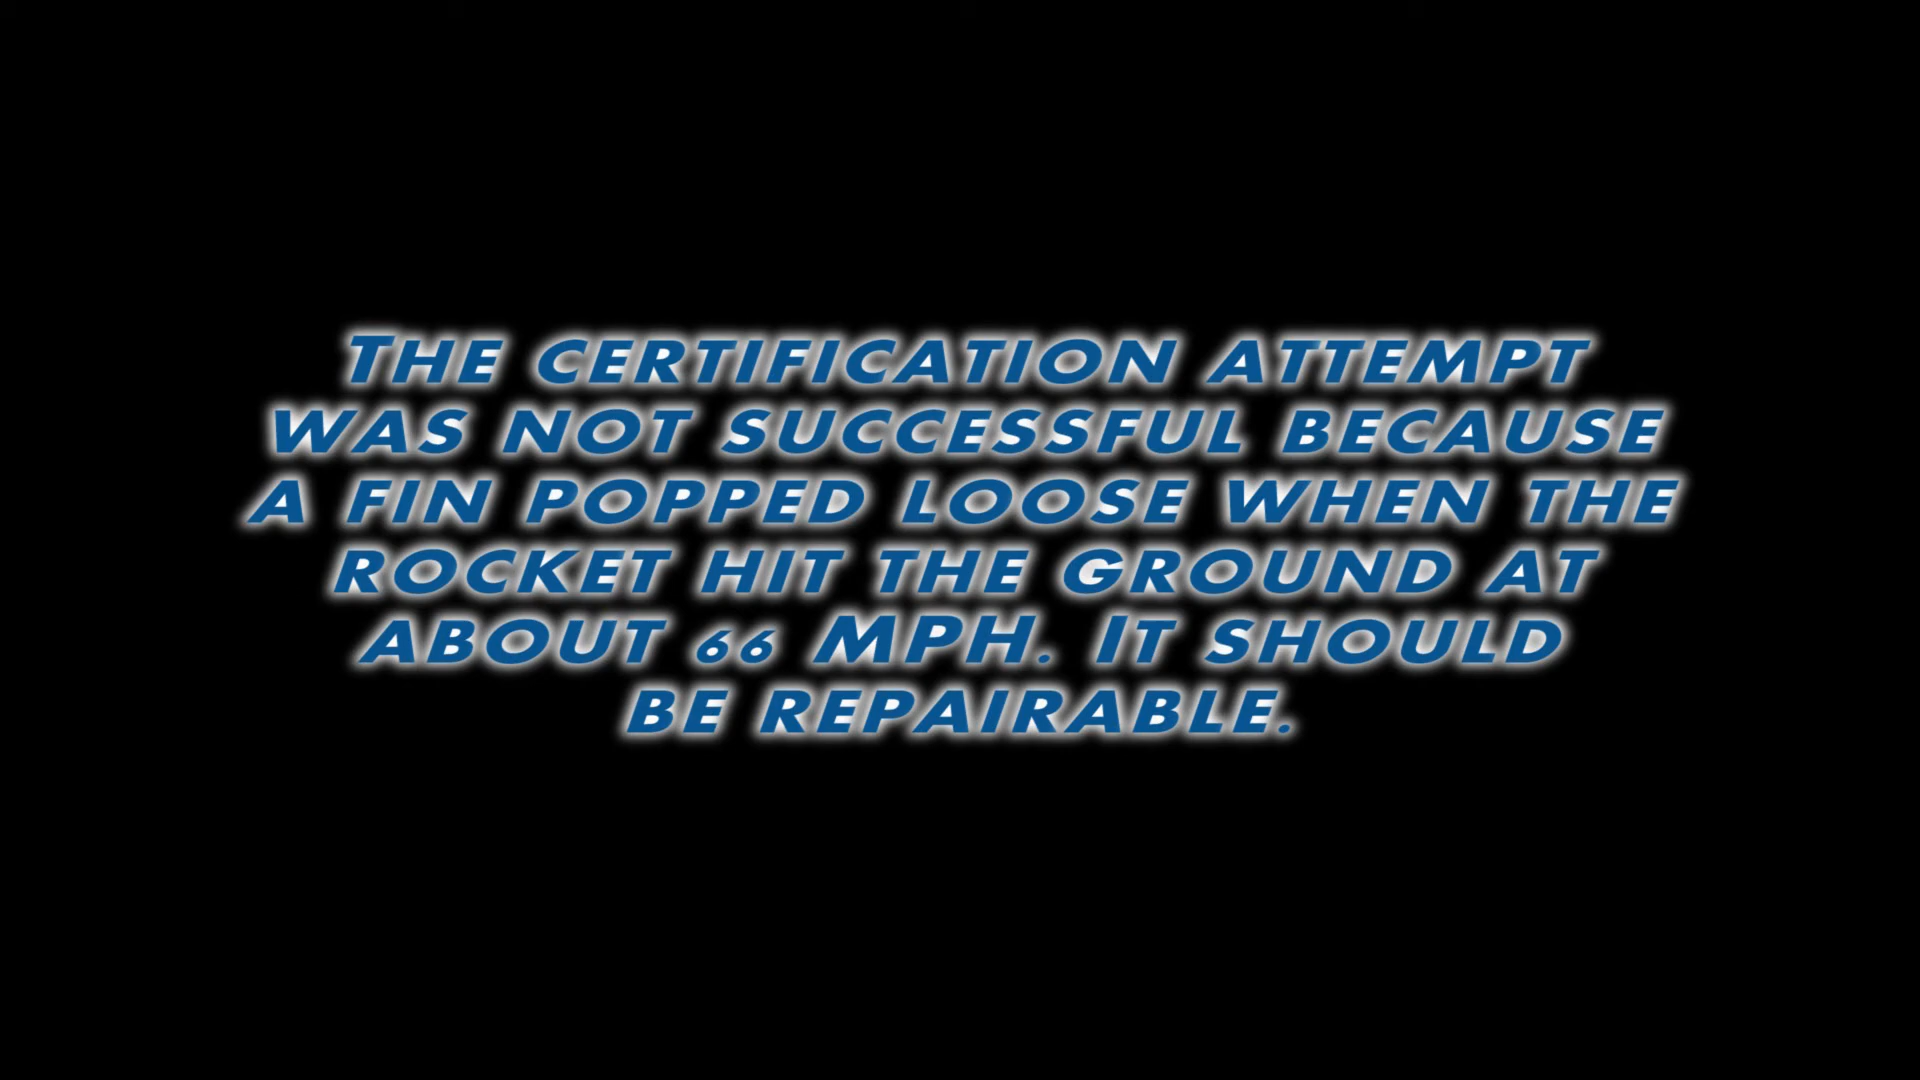 The certification attempt
was not successful because
a fin popped loose when the
rocket hit the ground at
about 66 MPH. It should
be repairable.